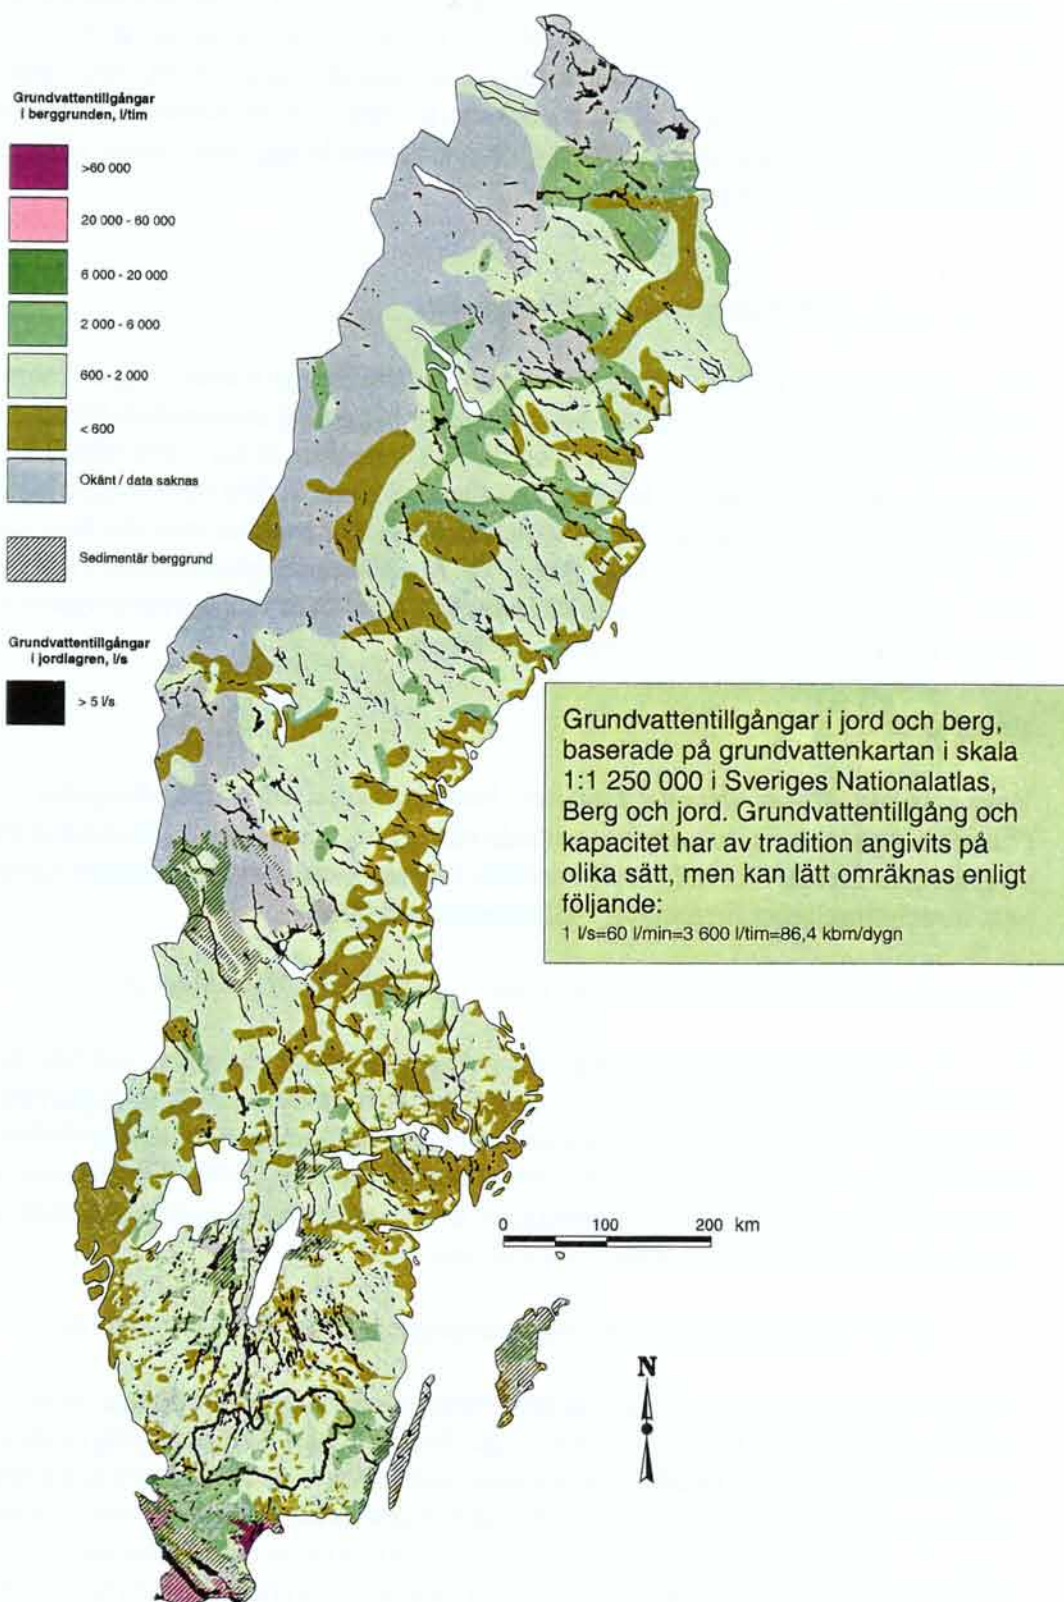 Grundvattentillgångar
i berggrunden, l/tim
>60 000
20 000 - 60 000
6 000 - 20 000
2 000 - 6 000
600 - 2 000
< 600
Okänt / data saknas
Sedimentär berggrund
Grundvattentillgångar
i jordlagren, l/s
> 5 l/s
Grundvattentillgångar i jord och berg,
baserade på grundvattenkartan i skala
1:1 250 000 i Sveriges Nationalatlas,
Berg och jord. Grundvattentillgång och
kapacitet har av tradition angivits på
olika sätt, men kan lätt omräknas enligt
följande:
1 l/s=60 l/min=3 600 l/tim=86,4 kbm/dygn
0 100 200 km
N